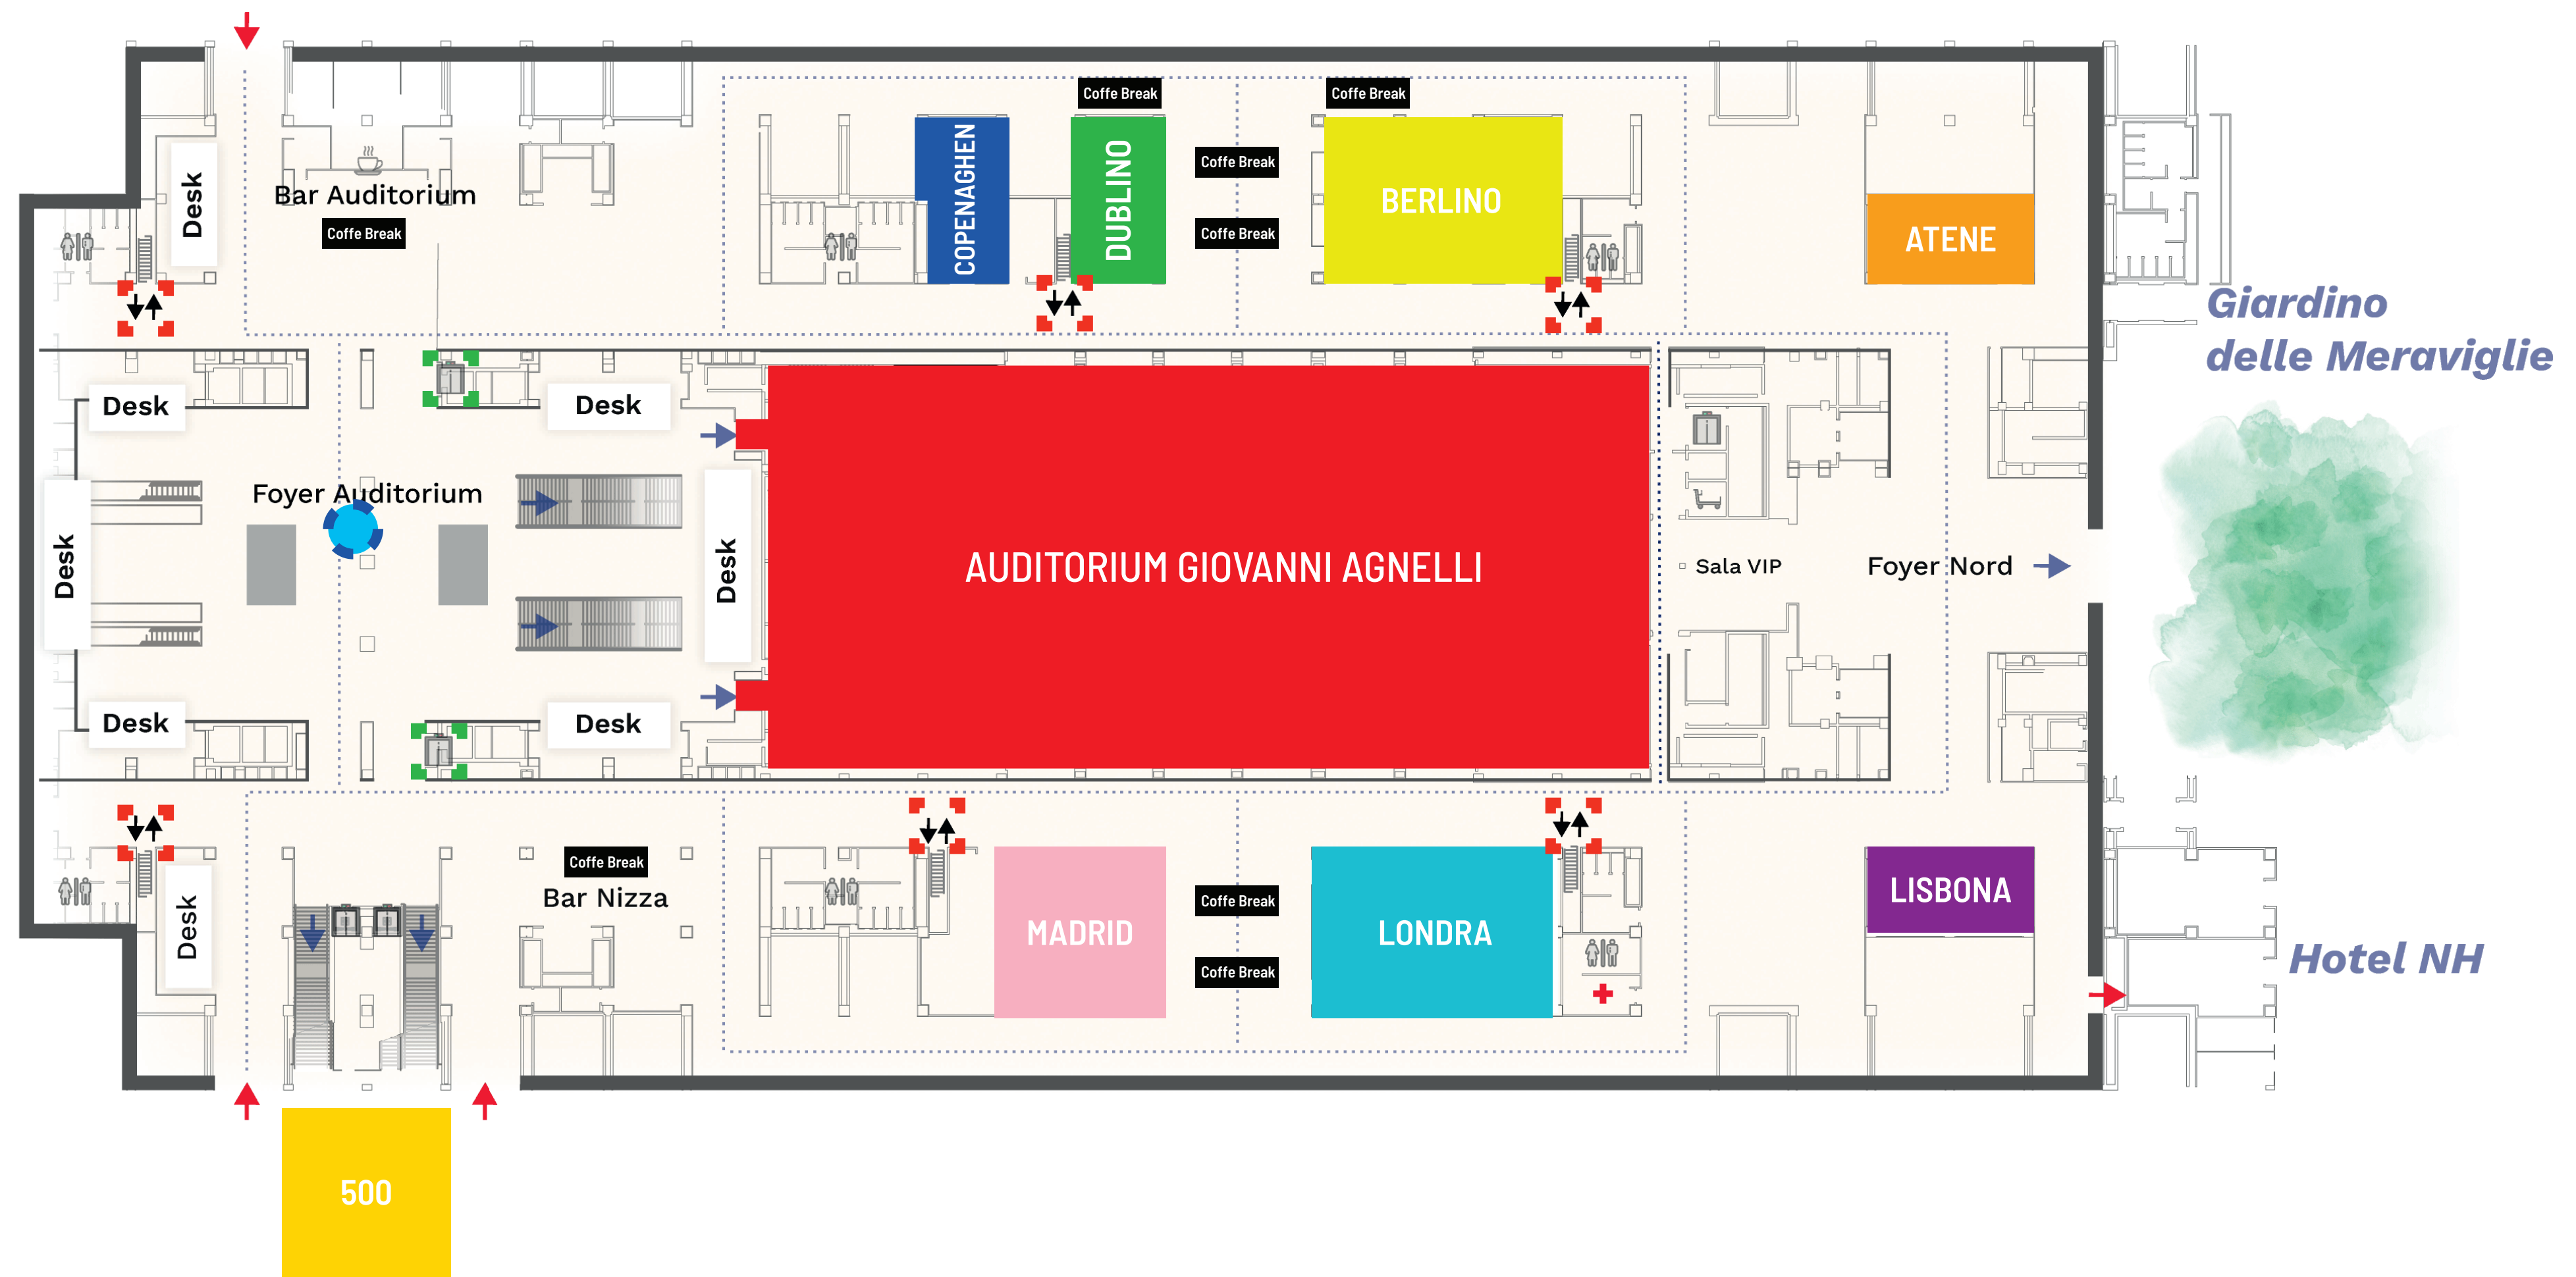 Coffe Break
Coffe Break
COPENAGHEN
DUBLINO
Coffe Break
BERLINO
Desk
Bar Auditorium
Coffe Break
Coffe Break
ATENE
Giardino
delle Meraviglie
Desk
Desk
Foyer Auditorium
Desk
Desk
AUDITORIUM GIOVANNI AGNELLI
Sala VIP
Foyer Nord
Desk
Desk
Coffe Break
Bar Nizza
Desk
MADRID
Coffe Break
Coffe Break
LONDRA
LISBONA
Hotel NH
500